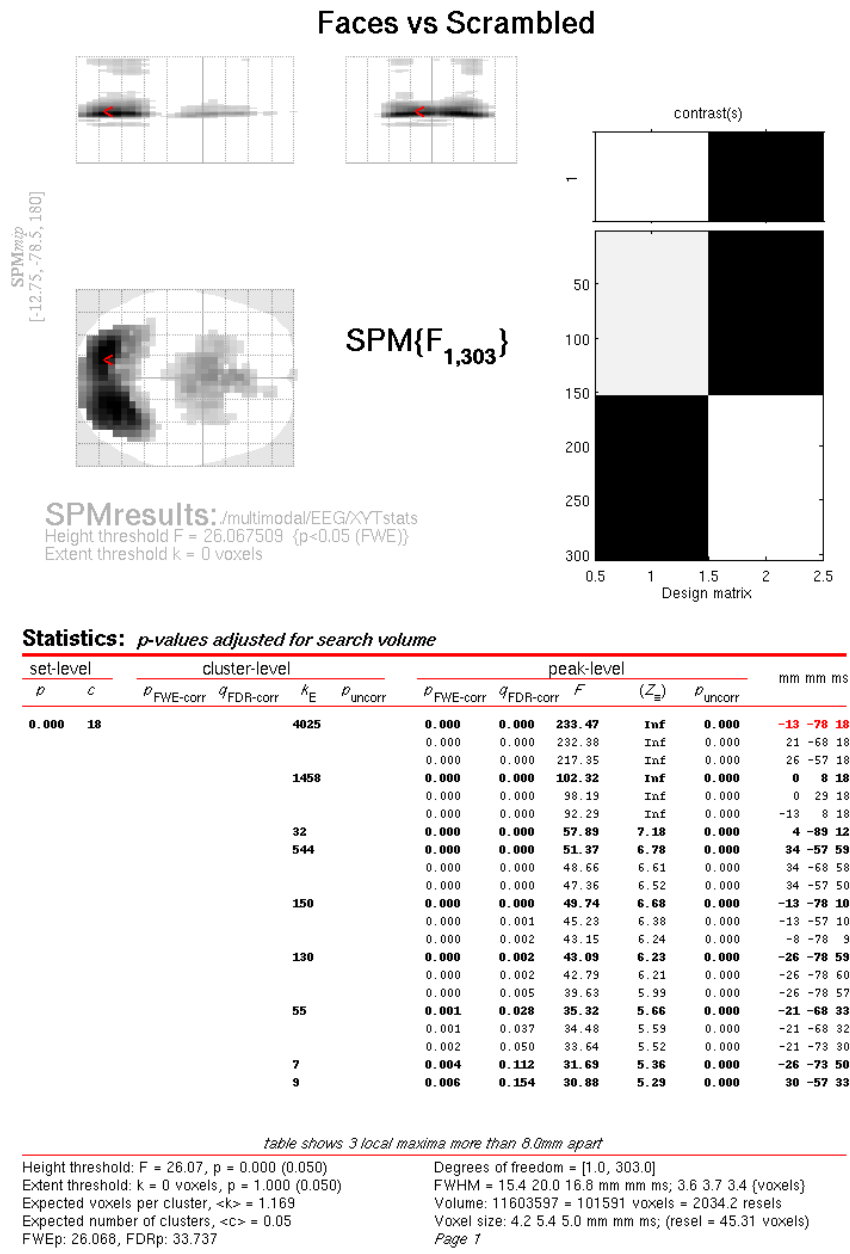 Faces vs Scrambled
contrast(s)
1
SPMmip
[-12.75, -78.5, 180]
SPM{F1,303}
50
100
150
200
250
300
0.5 1 1.5 2 2.5
Design matrix
SPMresults: ./multimodal/EEG/XYTstats
Height threshold F = 26.067509 {p<0.05 (FWE)}
Extent threshold k = 0 voxels
Statistics: p-values adjusted for search volume
set-level cluster-level peak-level mm mm ms
p c pFWE-corr qFDR-corr kE puncorr pFWE-corr qFDR-corr F (Z≡) puncorr
0.000 18 4025 0.000 0.000 233.47 Inf 0.000 -13 -78 18
0.000 0.000 232.38 Inf 0.000 21 -68 18
0.000 0.000 217.35 Inf 0.000 26 -57 18
1458 0.000 0.000 102.32 Inf 0.000 0 8 18
0.000 0.000 98.19 Inf 0.000 0 29 18
0.000 0.000 92.29 Inf 0.000 -13 8 18
32 0.000 0.000 57.89 7.18 0.000 4 -89 12
544 0.000 0.000 51.37 6.78 0.000 34 -57 59
0.000 0.000 48.66 6.61 0.000 34 -68 58
0.000 0.000 47.36 6.52 0.000 34 -57 50
150 0.000 0.000 49.74 6.68 0.000 -13 -78 10
0.000 0.001 45.23 6.38 0.000 -13 -57 10
0.000 0.002 43.15 6.24 0.000 -8 -78 9
130 0.000 0.002 43.09 6.23 0.000 -26 -78 59
0.000 0.002 42.79 6.21 0.000 -26 -78 60
0.000 0.005 39.63 5.99 0.000 -26 -78 57
55 0.001 0.028 35.32 5.66 0.000 -21 -68 33
0.001 0.037 34.48 5.59 0.000 -21 -68 32
0.002 0.050 33.64 5.52 0.000 -21 -73 30
7 0.004 0.112 31.69 5.36 0.000 -26 -73 50
9 0.006 0.154 30.88 5.29 0.000 30 -57 33
table shows 3 local maxima more than 8.0mm apart
Height threshold: F = 26.07, p = 0.000 (0.050)
Extent threshold: k = 0 voxels, p = 1.000 (0.050)
Expected voxels per cluster, <k> = 1.169
Expected number of clusters, <c> = 0.05
FWEp: 26.068, FDRp: 33.737
Degrees of freedom = [1.0, 303.0]
FWHM = 15.4 20.0 16.8 mm mm ms; 3.6 3.7 3.4 {voxels}
Volume: 11603597 = 101591 voxels = 2034.2 resels
Voxel size: 4.2 5.4 5.0 mm mm ms; (resel = 45.31 voxels)
Page 1